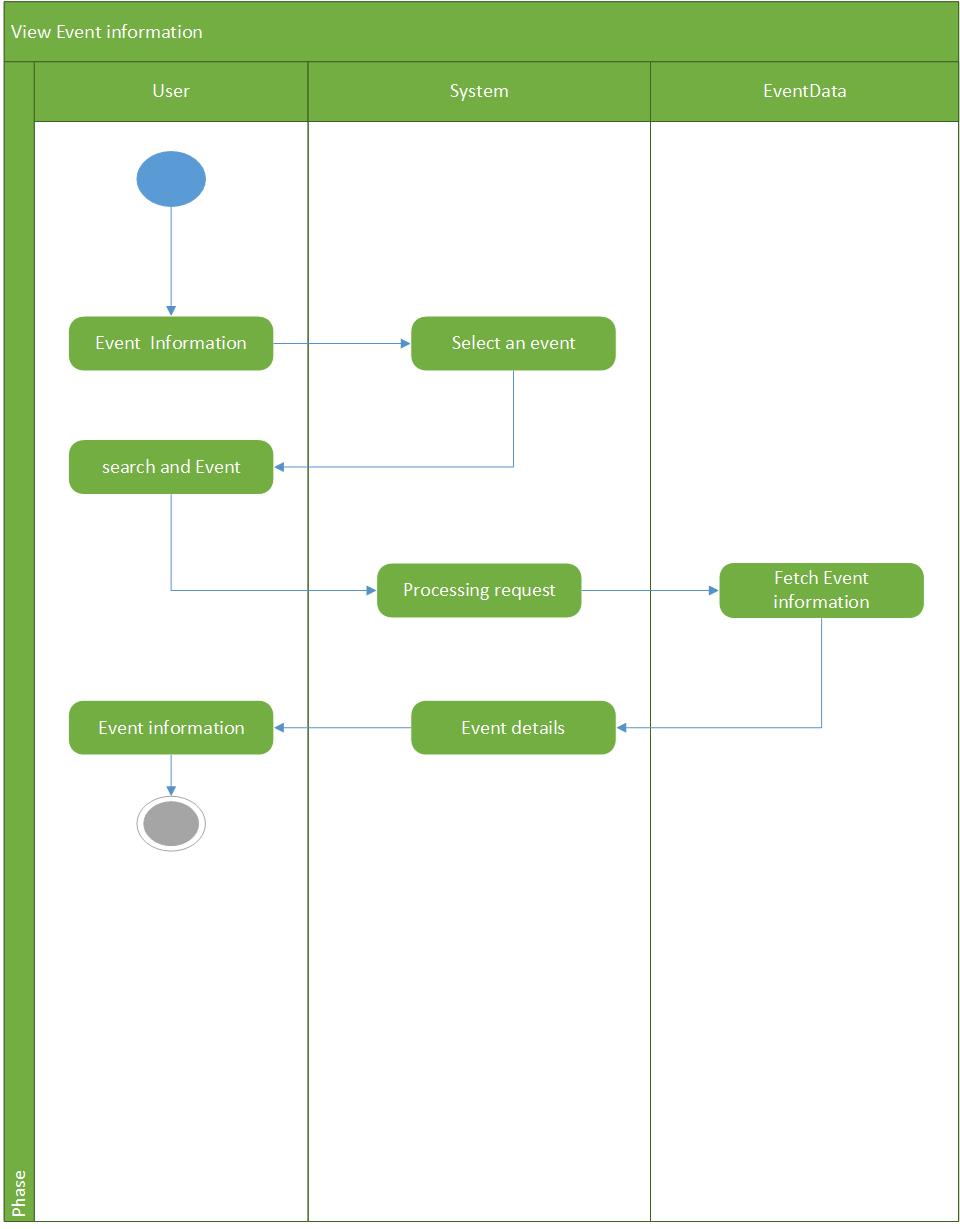 View Event information
User
System
EventData
Event  Information
Select an event
search and Event
Processing request
Fetch Event
information
Event information
Event details
Phase